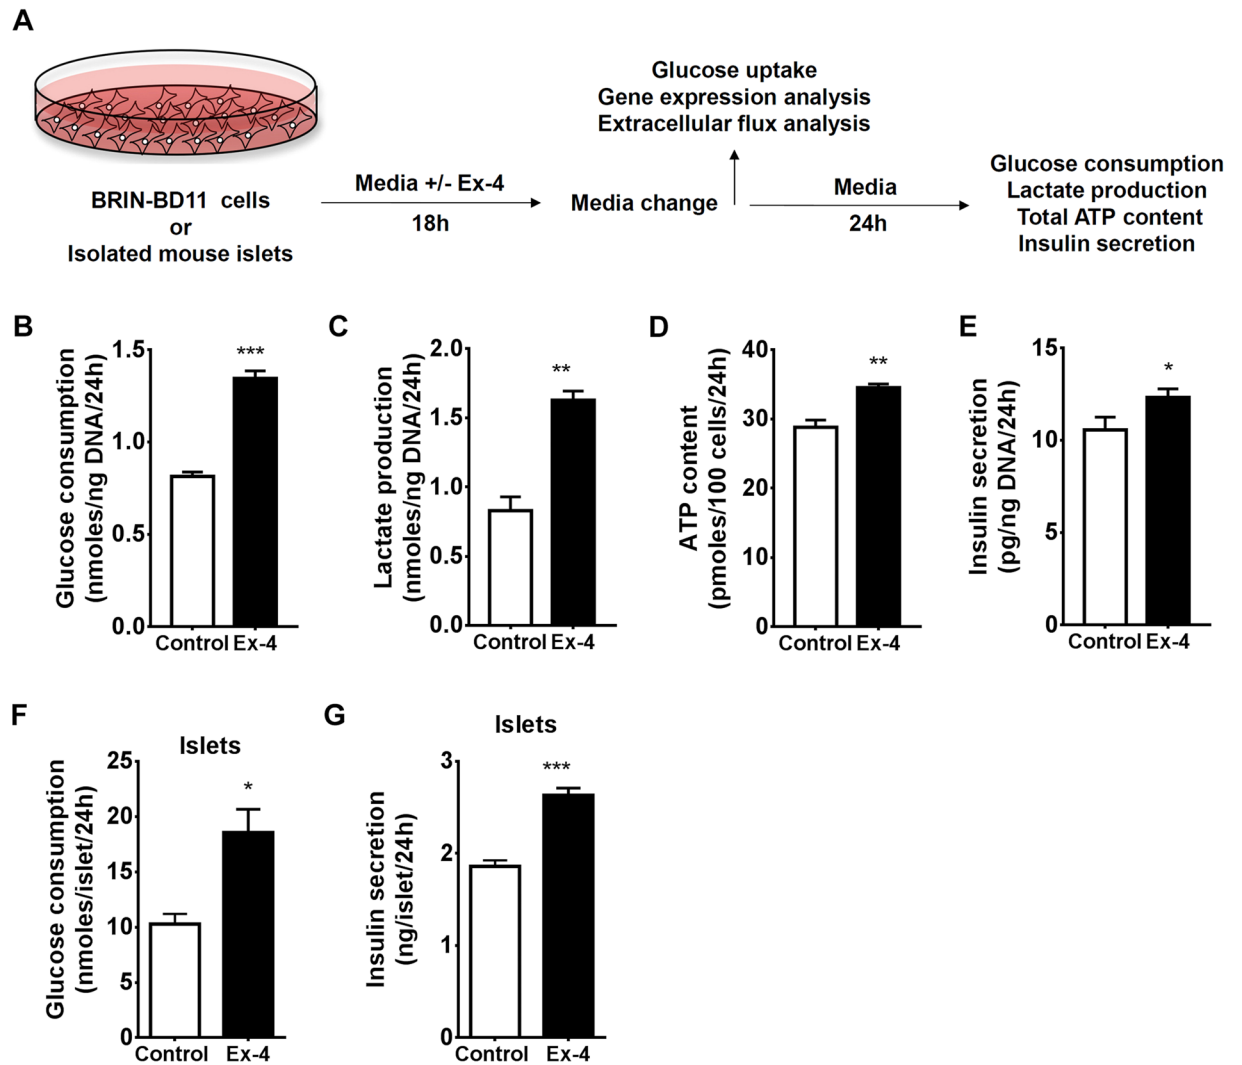 A
Glucose uptake
Gene expression analysis
Extracellular flux analysis
BRIN-BD11 cells
or
Isolated mouse islets
Media +/- Ex-4
18h
Media change
Media
24h
Glucose consumption
Lactate production
Total ATP content
Insulin secretion
B
Glucose consumption
(nmoles/ng DNA/24h)
1.5
1.0
0.5
0.0
***
Control Ex-4
C
Lactate production
(nmoles/ng DNA/24h)
2.0
1.5
1.0
0.5
0.0
**
Control Ex-4
D
ATP content
(pmoles/100 cells/24h)
40
30
20
10
0
**
Control Ex-4
E
Insulin secretion
(pg/ng DNA/24h)
15
10
5
0
*
Control Ex-4
F
Islets
Glucose consumption
(nmoles/islet/24h)
25
20
15
10
5
0
*
Control Ex-4
G
Islets
Insulin secretion
(ng/islet/24h)
3
2
1
0
***
Control Ex-4